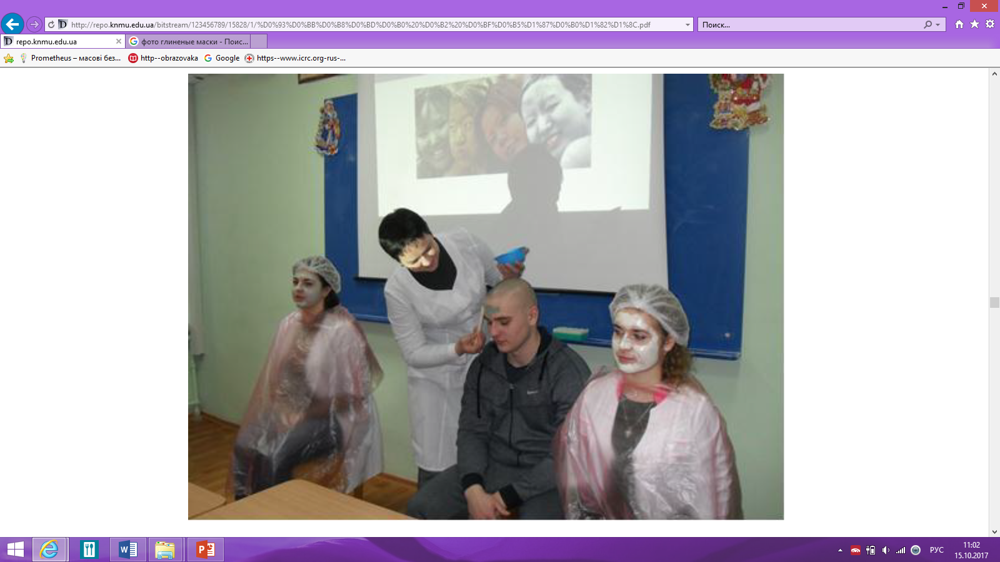 http://repo.knmu.edu.ua/bitstream/123456789/15828/1/%D0%93%D0%BB%D0%B8%D0%BD%D0%B0%20%D0%B2%20%D0%BF%D0%B5%D1%87%D0%B0%D1%82%D1%8C.pdf
Поиск...
repo.knmu.edu.ua
фото глиненые маски - Поис...
Prometheus – масові без...
http--obrazovaka
Google
https--www.icrc.org-rus-...
РУС
11:02
15.10.2017